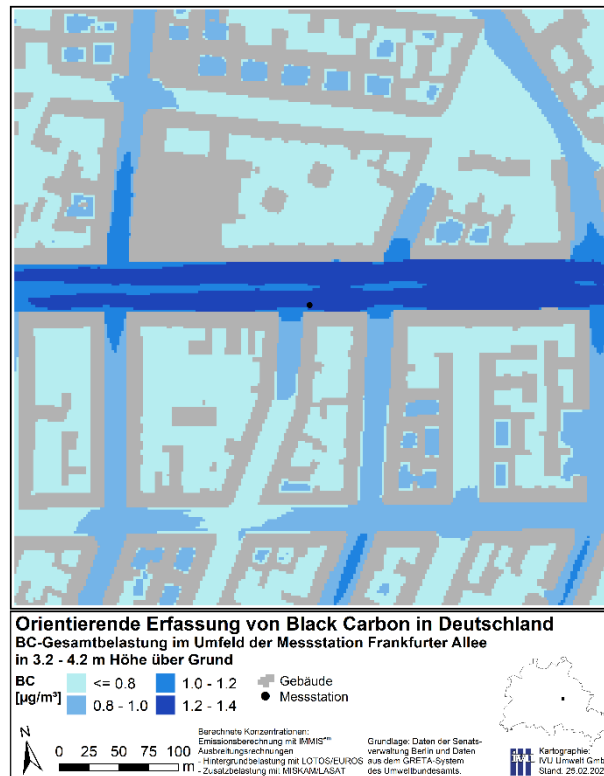 Orientierende Erfassung von Black Carbon in Deutschland
BC-Gesamtbelastung im Umfeld der Messstation Frankfurter Allee
in 3.2 - 4.2 m Höhe über Grund
BC
[µg/m³]
<= 0.8
0.8 - 1.0
1.0 - 1.2
1.2 - 1.4
Gebäude
Messstation
N
0 25 50 75 100
m
Berechnete Konzentrationen:
Emissionsberechnung mit IMMIS
Ausbreitungsrechnungen
- Hintergrundbelastung mit LOTOS/EUROS
- Zusatzbelastung mit MISKAM/LASAT
Grundlage: Daten der Senats-
verwaltung Berlin und Daten
aus dem GRETA-System
des Umweltbundesamts.
IVU
Kartographie:
IVU Umwelt Gmb
Stand, 25.02.202